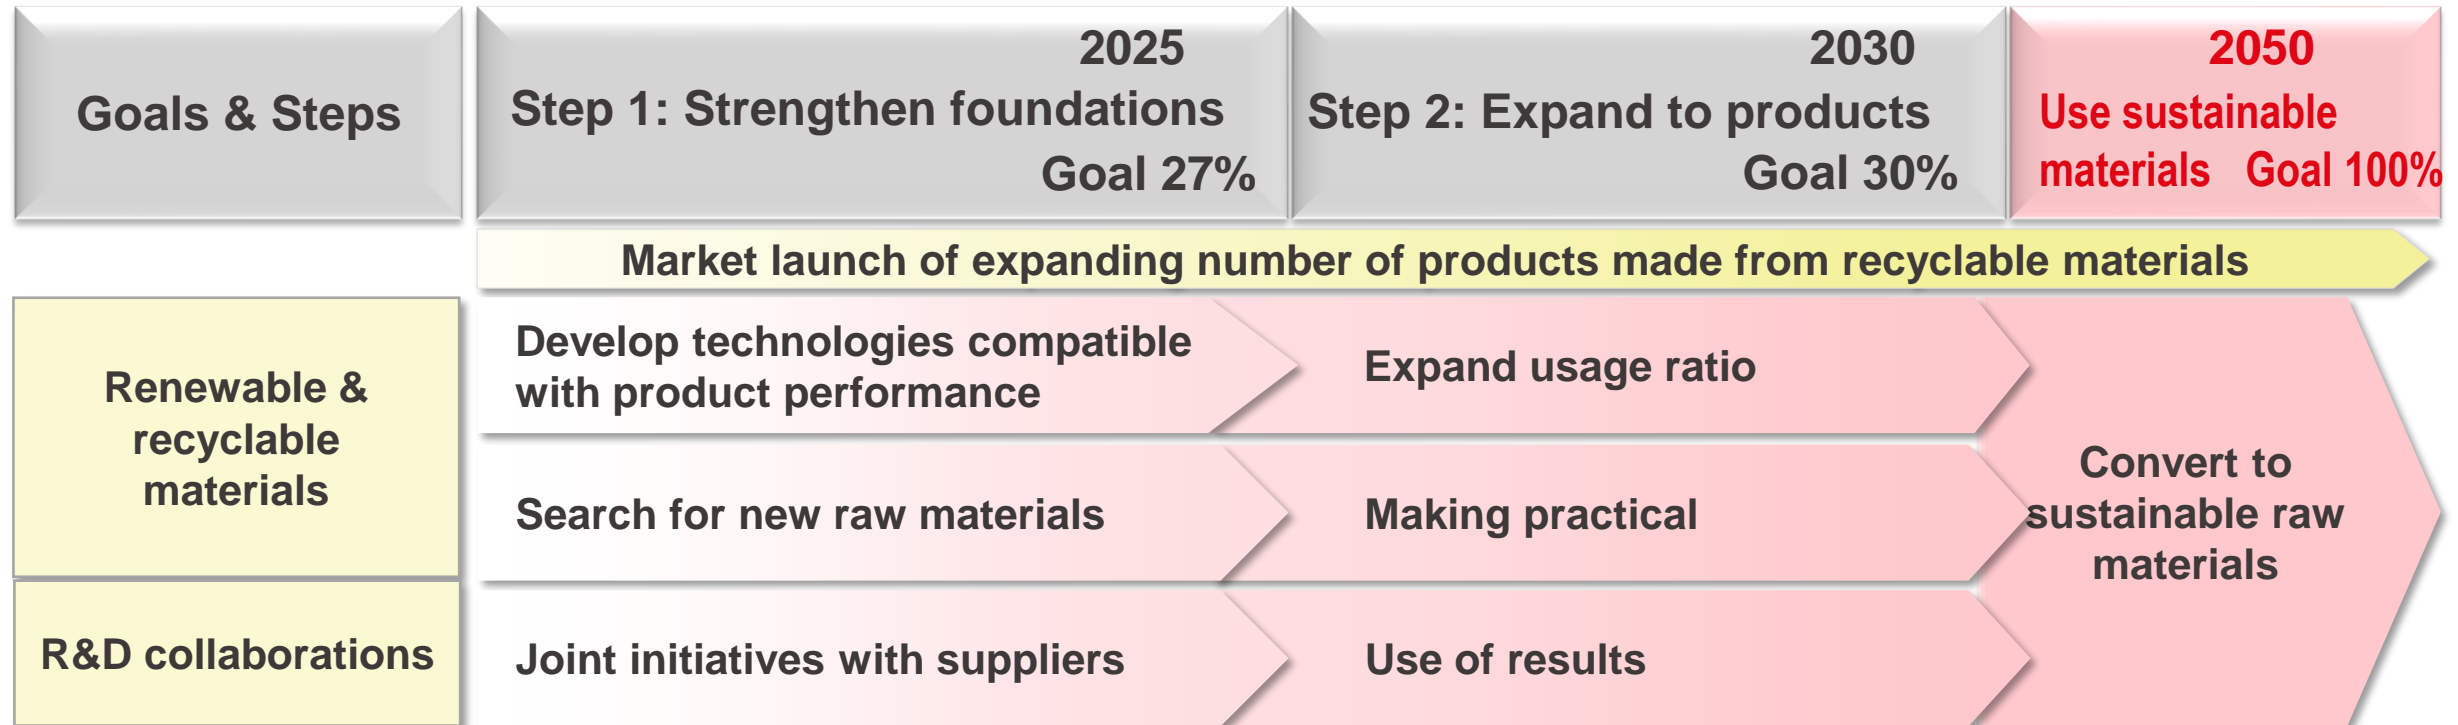 Goals & Steps
2025
Step 1: Strengthen foundations
Goal 27%
2030
Step 2: Expand to products
Goal 30%
2050
Use sustainable
materials Goal 100%
Market launch of expanding number of products made from recyclable materials
Renewable &
recyclable
materials
Develop technologies compatible
with product performance
Expand usage ratio
Search for new raw materials
Making practical
Convert to
sustainable raw
materials
R&D collaborations
Joint initiatives with suppliers
Use of results